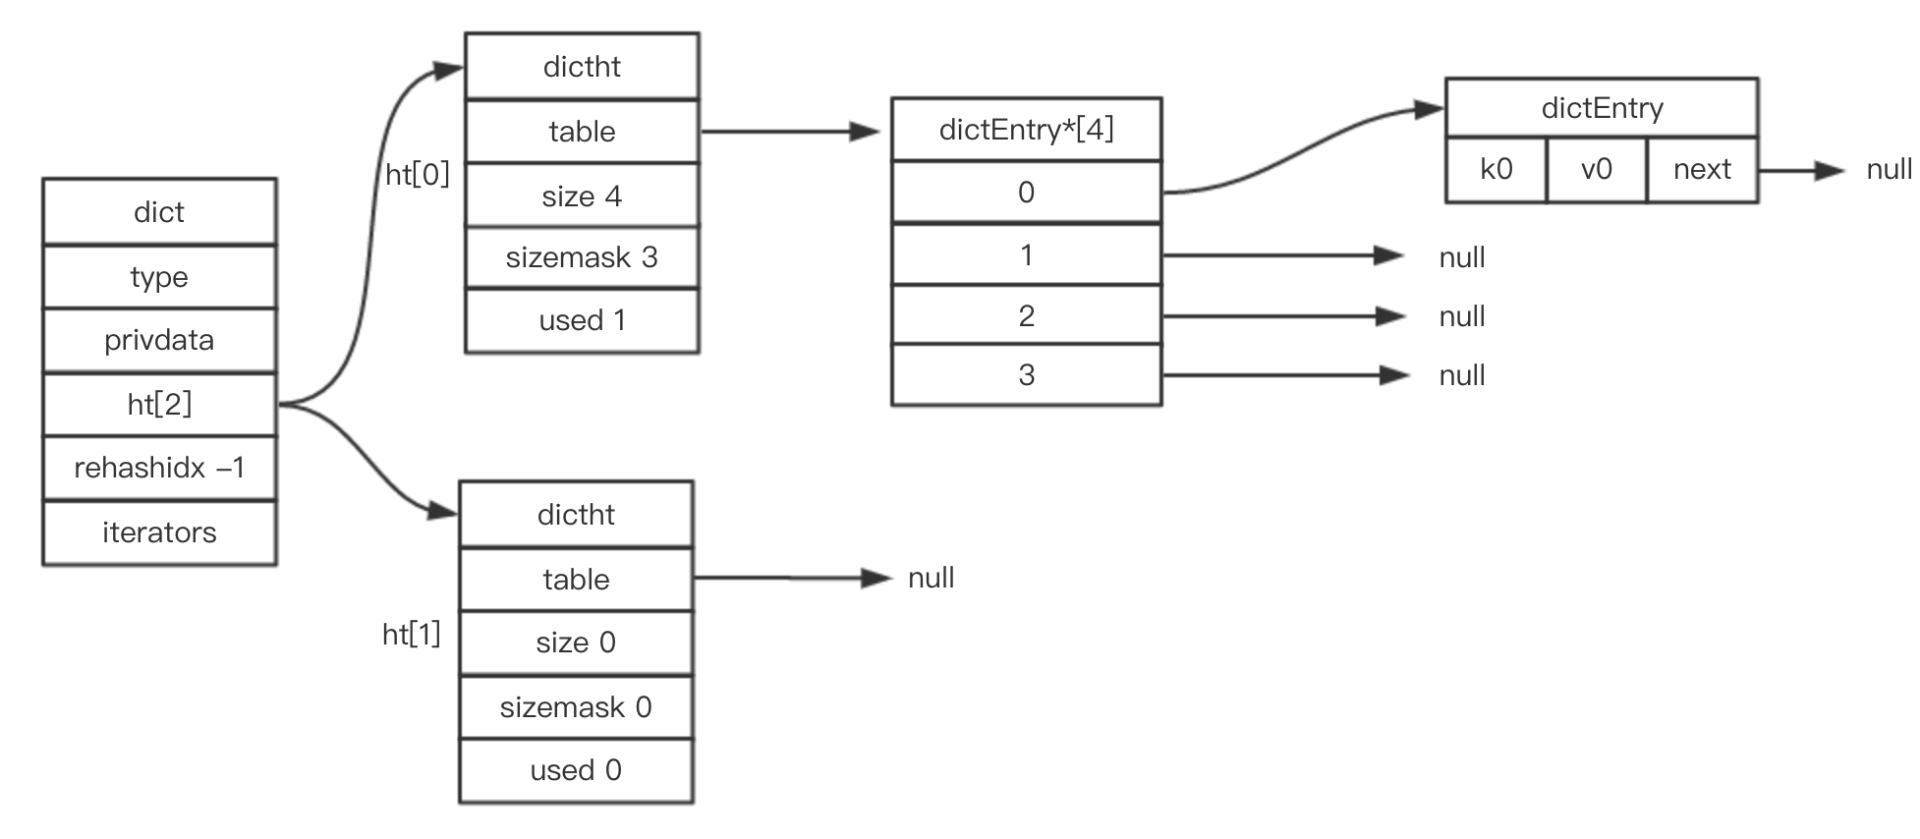 dict
type
privdata
ht[2]
rehashidx –1
iterators
ht[0]
dictht
table
size 4
sizemask 3
used 1
dictEntry*[4]
0
1
2
3
dictEntry
k0 v0 next
null
null
null
null
ht[1]
dictht
table
size 0
sizemask 0
used 0
null